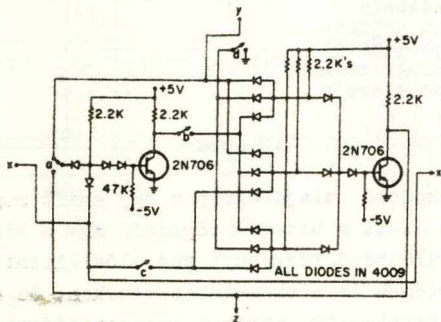 y
d
+5V
+5V
2.2K
2.2K
2.2K's
2.2K
b
a
2N706
2N706
x
x
47K
-5V
-5V
c
ALL DIODES IN 4009
z